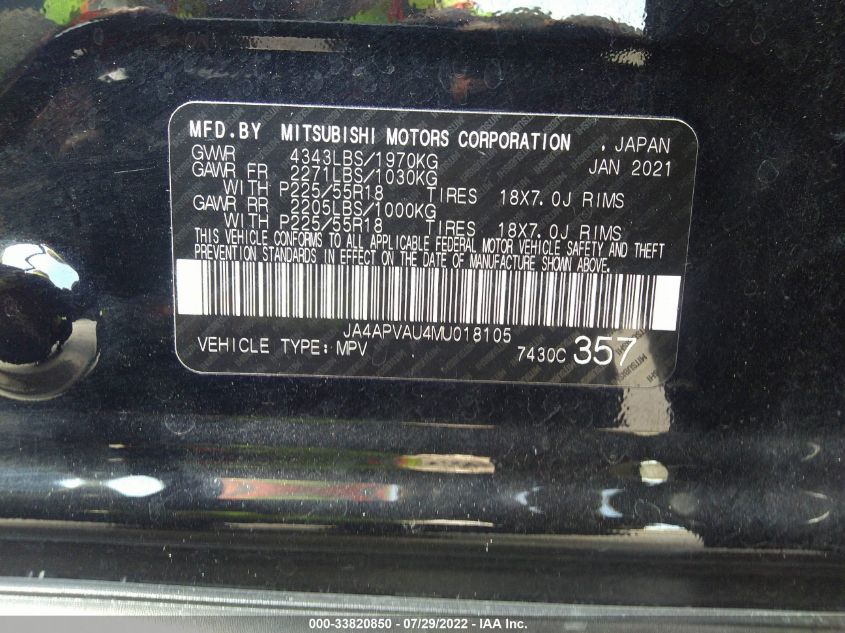 MFD.BY MITSUBISHI MOTORS CORPORATION . JAPAN
GVWR 4343LBS/1970KG JAN 2021
GAWR FR 2271LBS/1030KG
WITH P225/55R18 TIRES 18X7.0J RIMS
GAWR RR 2205LBS/1000KG
WITH P225/55R18 TIRES 18X7.0J RIMS
THIS VEHICLE CONFORMS TO ALL APPLICABLE FEDERAL MOTOR VEHICLE SAFETY AND THEFT
PREVENTION STANDARDS IN EFFECT ON THE DATE OF MANUFACTURE SHOWN ABOVE.
JA4APVAU4MU018105
VEHICLE TYPE: MPV 7430C 357
000-33820850 - 07/29/2022 - IAA Inc.